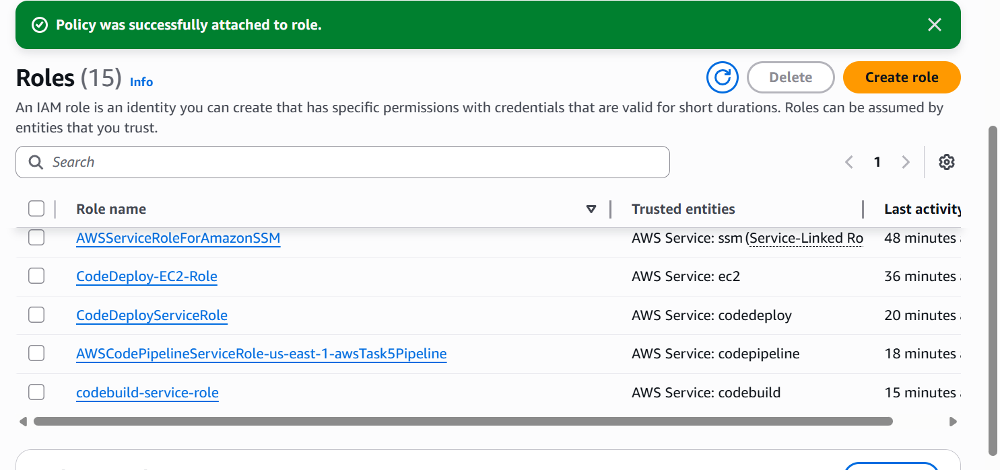 Policy was successfully attached to role.
Roles (15) Info
Delete
Create role
An IAM role is an identity you can create that has specific permissions with credentials that are valid for short durations. Roles can be assumed by
entities that you trust.
Search
1
Role name Trusted entities Last activity
AWSServiceRoleForAmazonSSM AWS Service: ssm (Service-Linked Ro 48 minutes
CodeDeploy-EC2-Role AWS Service: ec2 36 minutes
CodeDeployServiceRole AWS Service: codedeploy 20 minutes
AWSCodePipelineServiceRole-us-east-1-awsTask5Pipeline AWS Service: codepipeline 18 minutes
codebuild-service-role AWS Service: codebuild 15 minutes